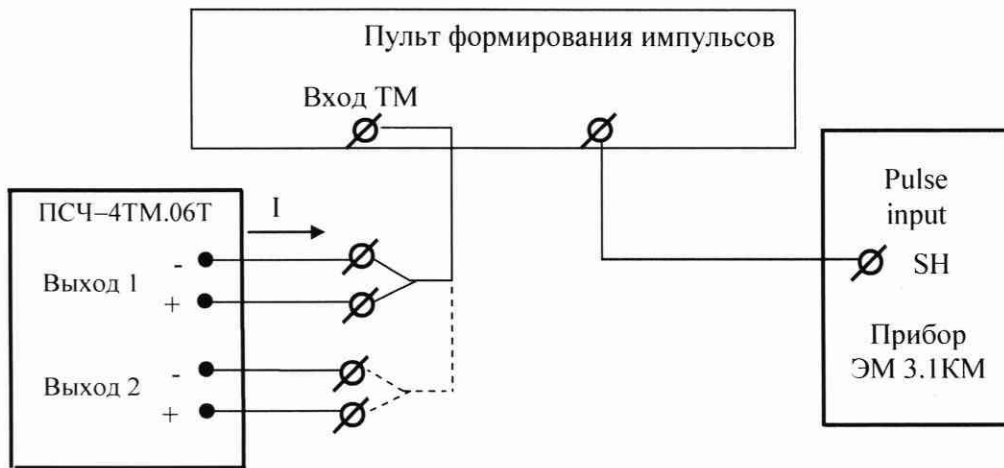 Пульт формирования импульсов
Вход ТМ
ПСЧ–4ТМ.06Т
I
Выход 1
-
+
Выход 2
-
+
Pulse
input
SH
Прибор
ЭМ 3.1КМ